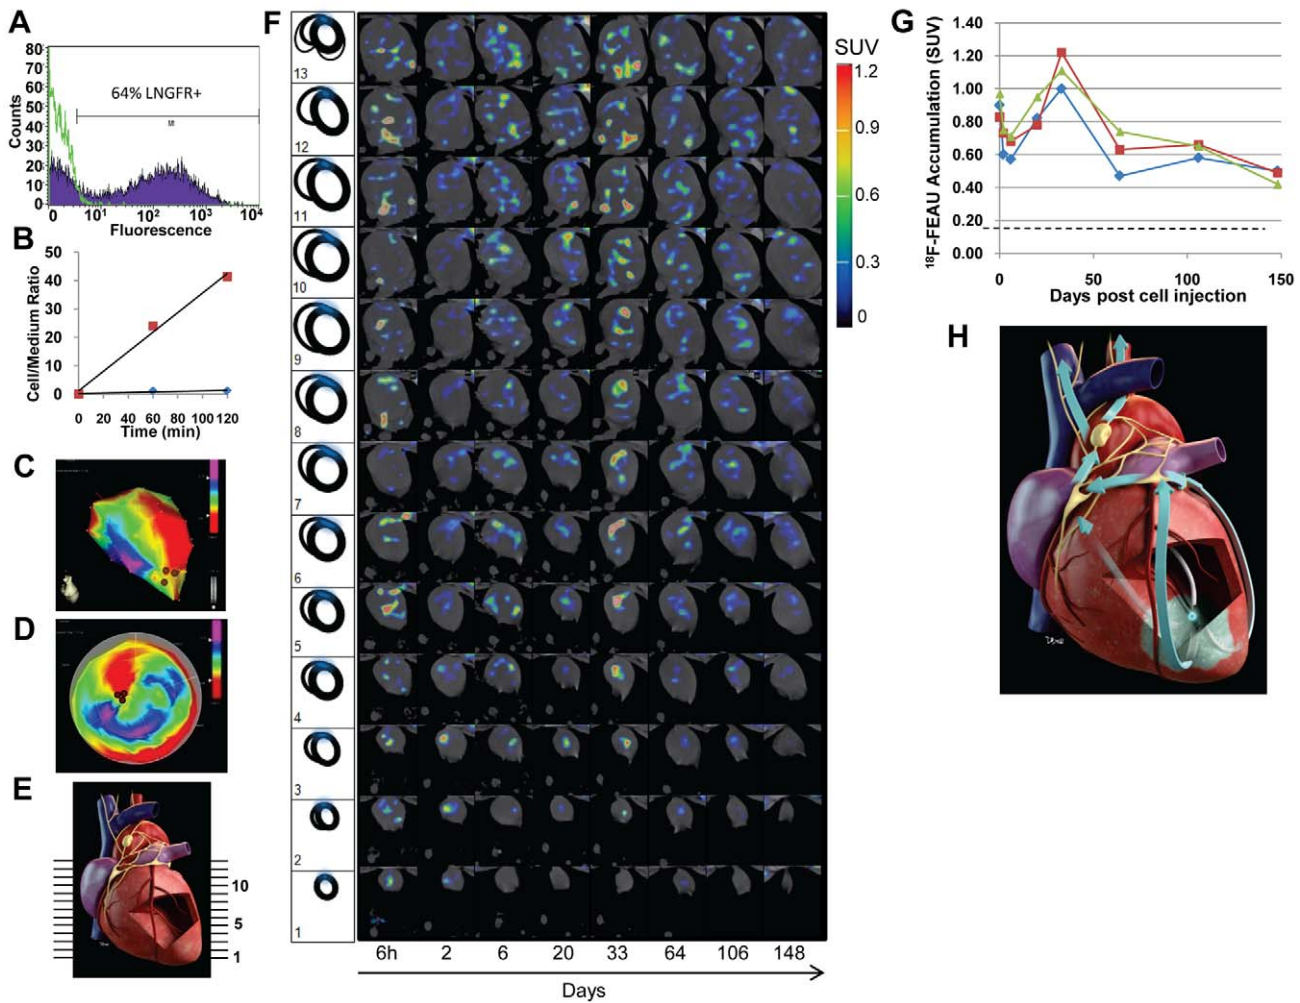 A
80
70
60
50
40
30
20
10
0
Counts
64% LNGFR+
M
0 10¹ 10² 10³ 10⁴
Fluorescence
B
50
40
30
20
10
0
Cell/Medium Ratio
0 20 40 60 80 100 120
Time (min)
C
D
E
10
5
1
F
13
12
11
10
9
8
7
6
5
4
3
2
1
6h 2 6 20 33 64 106 148
Days
SUV
1.2
0.9
0.6
0.3
0
G
1.40
1.20
1.00
0.80
0.60
0.40
0.20
0.00
¹⁸F-FEAU Accumulation (SUV)
0 50 100 150
Days post cell injection
H